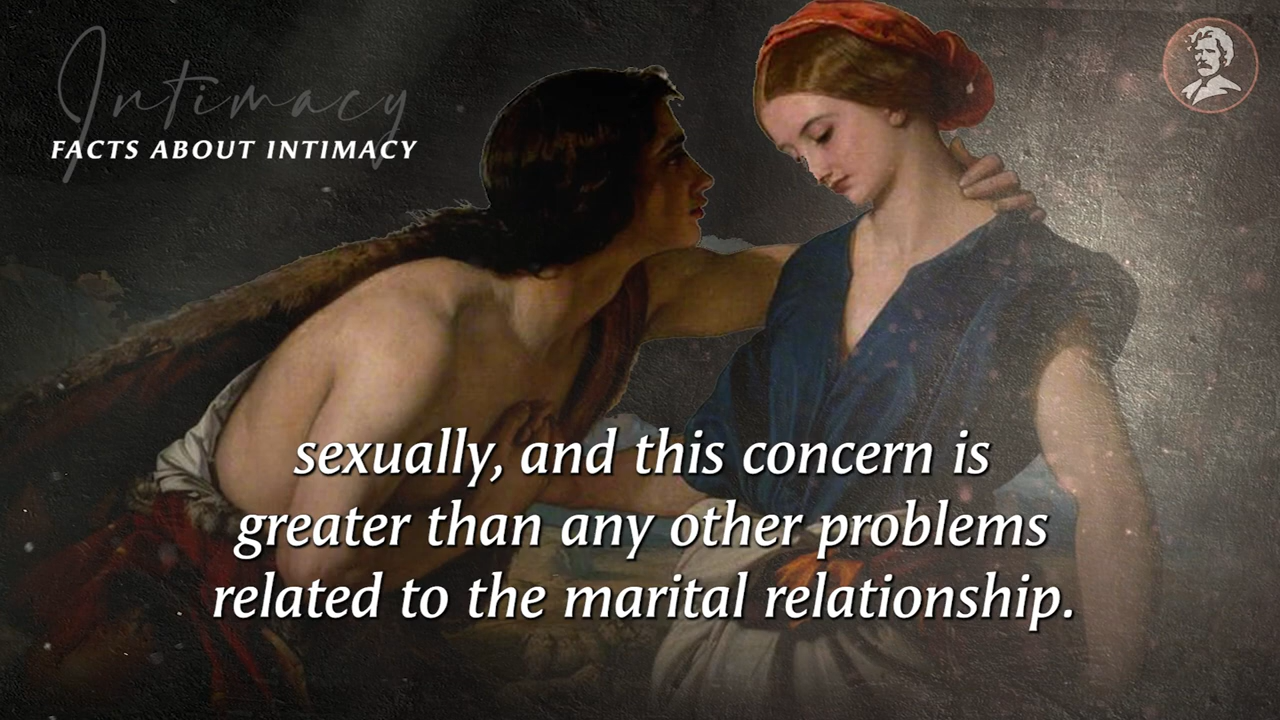 Intimacy
FACTS ABOUT INTIMACY
sexually, and this concern is
greater than any other problems
related to the marital relationship.